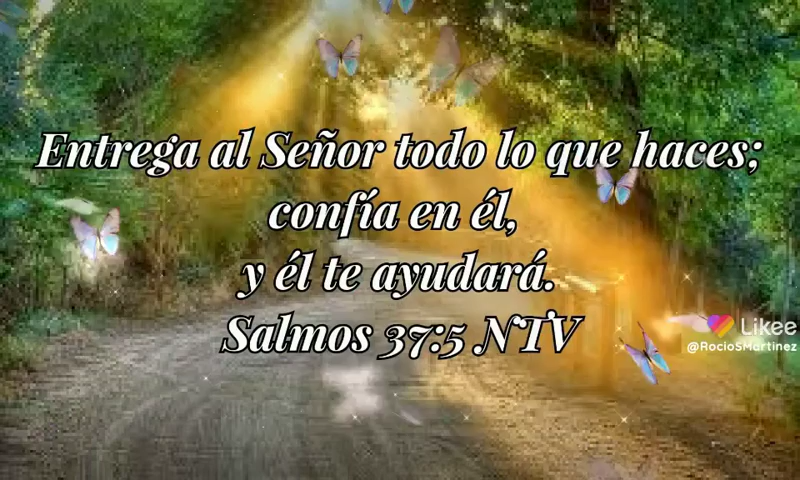 Entrega al Señor todo lo que haces;
confía en él,
y él te ayudará.
Salmos 37:5 NTV
Likee
@RocioSMartinez